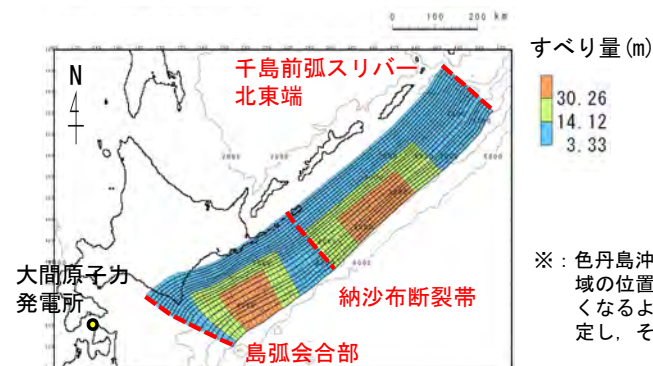 0 100 200 km
すべり量(m)
千島前弧スリバー
北東端
N
30.26
14.12
3.33
※：色丹島沖
域の位置
くなるよ
定し，そ
大間原子力
発電所
納沙布断裂帯
島弧会合部